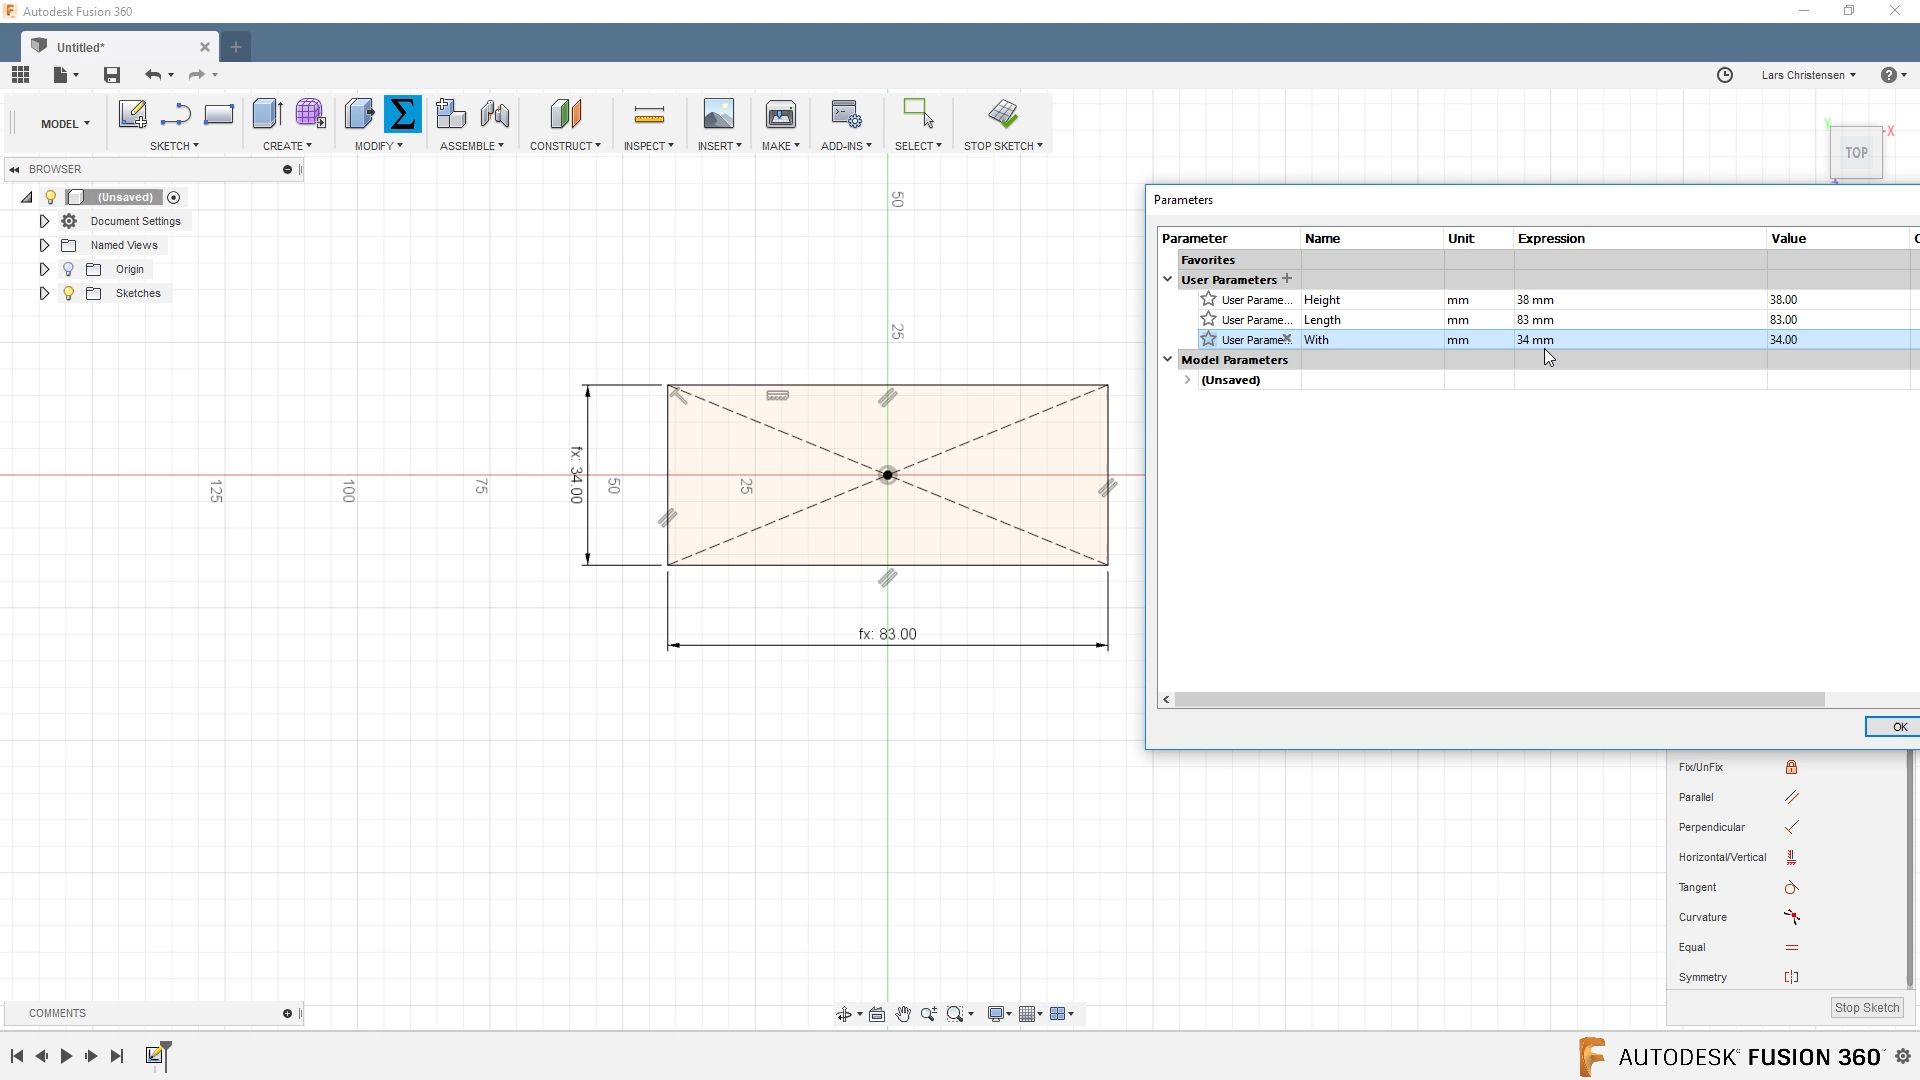 Autodesk Fusion 360
Untitled*
Lars Christensen
MODEL
SKETCH
CREATE
MODIFY
ASSEMBLE
CONSTRUCT
INSPECT
INSERT
MAKE
ADD-INS
SELECT
STOP SKETCH
BROWSER
(Unsaved)
Document Settings
Named Views
Origin
Sketches
TOP
X
Y
Parameters
Parameter Name Unit Expression Value C
Favorites
User Parameters
User Parame... Height mm 38 mm 38.00
User Parame... Length mm 83 mm 83.00
User Parame... With mm 34 mm 34.00
Model Parameters
(Unsaved)
OK
50
25
125
100
75
50
25
fx: 34.00
fx: 83.00
Fix/UnFix
Parallel
Perpendicular
Horizontal/Vertical
Tangent
Curvature
Equal
Symmetry
Stop Sketch
COMMENTS
AUTODESK FUSION 360